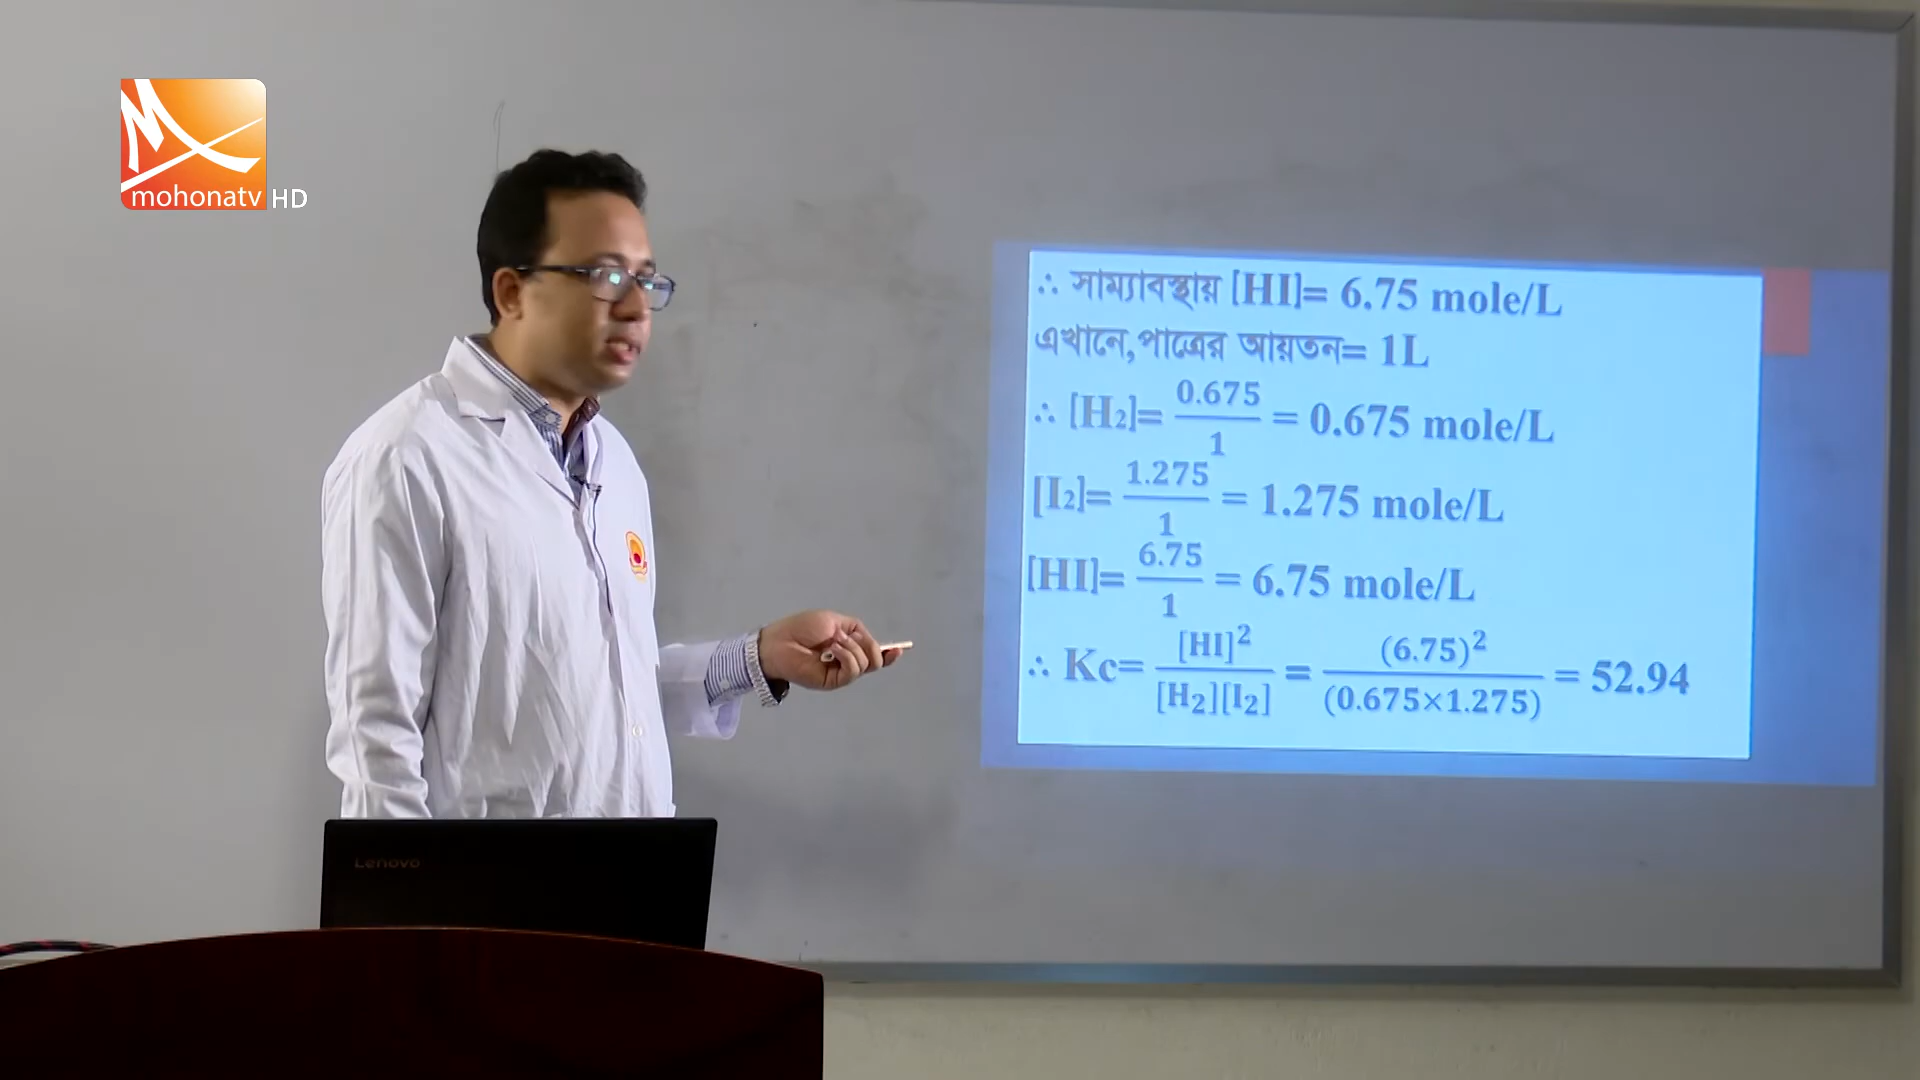 mohonatv HD
∴ সাম্যাবস্থায় [HI]= 6.75 mole/L
এখানে,পাত্রের আয়তন= 1L
∴ [H₂]= 0.675/1 = 0.675 mole/L
[I₂]= 1.275/1 = 1.275 mole/L
[HI]= 6.75/1 = 6.75 mole/L
∴ Kc= [HI]²/[H₂][I₂] = (6.75)²/(0.675×1.275) = 52.94
Lenovo